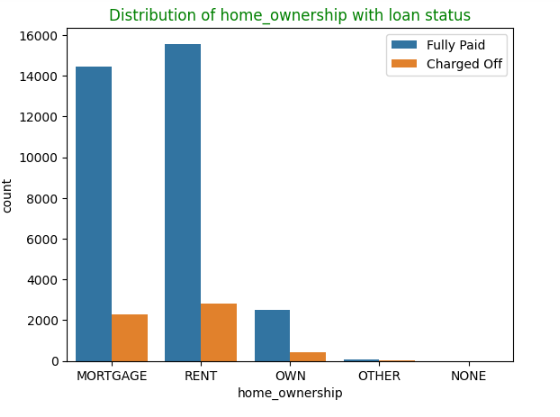 Distribution of home_ownership with loan status
Fully Paid
Charged Off
16000
14000
12000
10000
8000
6000
4000
2000
0
count
MORTGAGE RENT OWN OTHER NONE
home_ownership